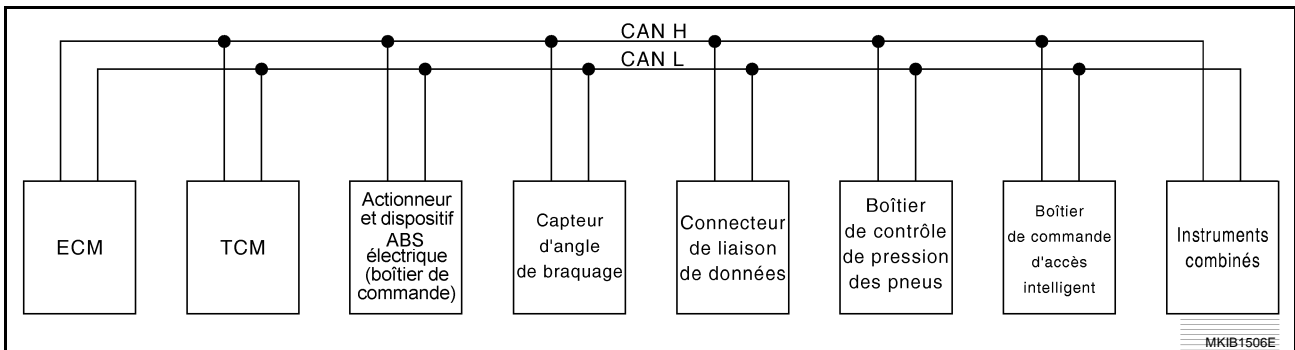 CAN H
CAN L
ECM
TCM
Actionneur
et dispositif
ABS
électrique
(boîtier de
commande)
Capteur
d'angle
de braquage
Connecteur
de liaison
de données
Boîtier
de contrôle
de pression
des pneus
Boîtier
de commande
d'accès
intelligent
Instruments
combinés
MKIB1506E